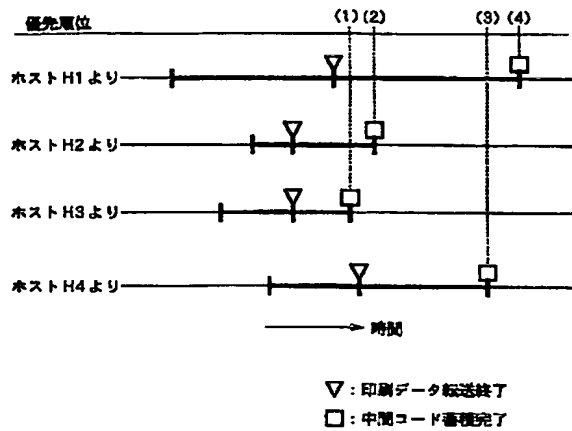 優先順位
(1) (2) (3) (4)
ホストH1より
ホストH2より
ホストH3より
ホストH4より
時間
▽：印刷データ転送終了
□：中間コード蓄積完了